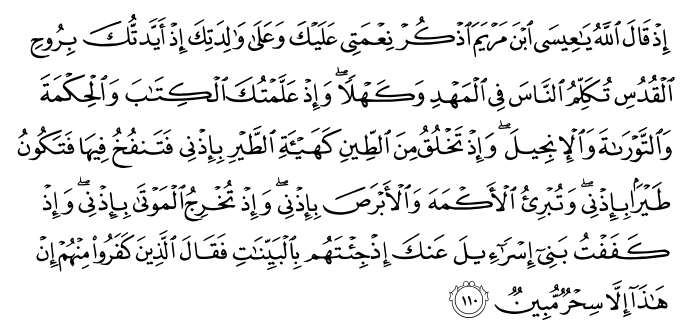 إِذۡ قَالَ ٱللَّهُ يَٰعِيسَى ٱبۡنَ مَرۡيَمَ ٱذۡكُرۡ نِعۡمَتِي عَلَيۡكَ وَعَلَىٰ وَٰلِدَتِكَ إِذۡ أَيَّدتُّكَ بِرُوحِ
ٱلۡقُدُسِ تُكَلِّمُ ٱلنَّاسَ فِي ٱلۡمَهۡدِ وَكَهۡلٗاۖ وَإِذۡ عَلَّمۡتُكَ ٱلۡكِتَٰبَ وَٱلۡحِكۡمَةَ
وَٱلتَّوۡرَىٰةَ وَٱلۡإِنجِيلَۖ وَإِذۡ تَخۡلُقُ مِنَ ٱلطِّينِ كَهَيۡـَٔةِ ٱلطَّيۡرِ بِإِذۡنِي فَتَنفُخُ فِيهَا فَتَكُونُ
طَيۡرَۢا بِإِذۡنِيۖ وَتُبۡرِئُ ٱلۡأَكۡمَهَ وَٱلۡأَبۡرَصَ بِإِذۡنِيۖ وَإِذۡ تُخۡرِجُ ٱلۡمَوۡتَىٰ بِإِذۡنِيۖ وَإِذۡ
كَفَفۡتُ بَنِيٓ إِسۡرَٰٓءِيلَ عَنكَ إِذۡ جِئۡتَهُم بِٱلۡبَيِّنَٰتِ فَقَالَ ٱلَّذِينَ كَفَرُواْ مِنۡهُمۡ إِنۡ
هَٰذَآ إِلَّا سِحۡرٞ مُّبِينٞ ١١٠